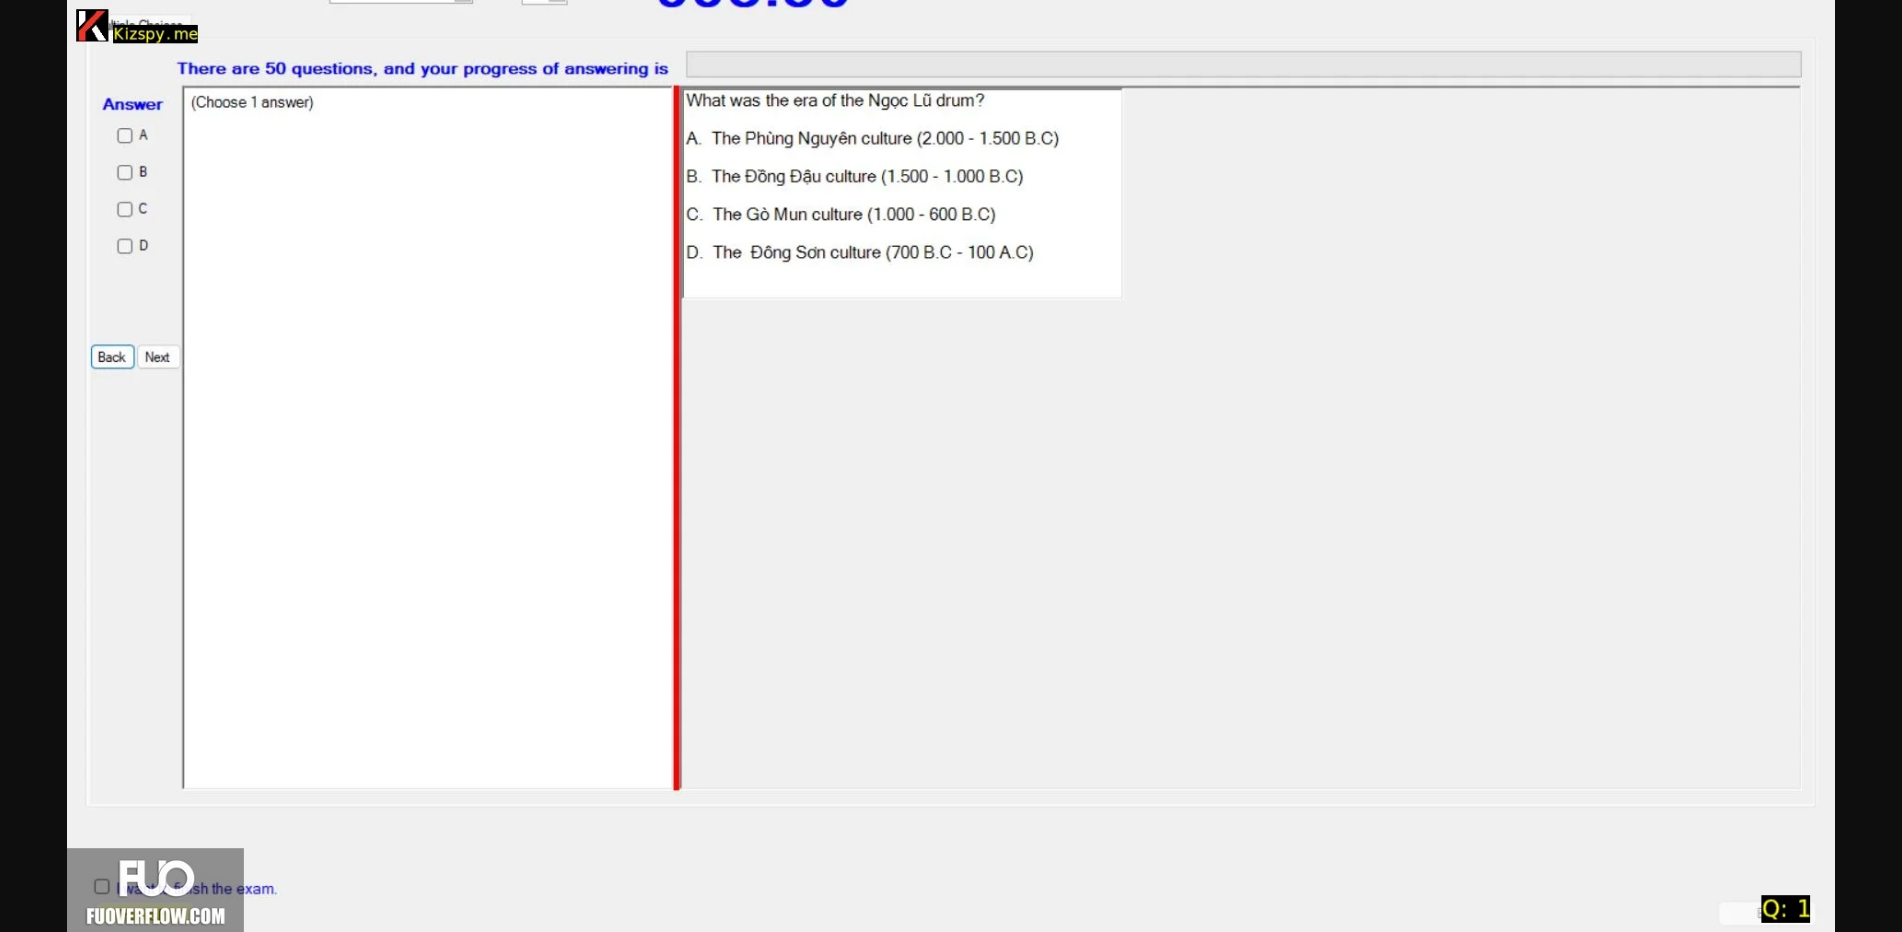 Kizspy.me
There are 50 questions, and your progress of answering is
Answer
(Choose 1 answer)
A
B
C
D
Back Next
What was the era of the Ngọc Lũ drum?
A. The Phùng Nguyên culture (2.000 - 1.500 B.C)
B. The Đồng Đậu culture (1.500 - 1.000 B.C)
C. The Gò Mun culture (1.000 - 600 B.C)
D. The Đông Sơn culture (700 B.C - 100 A.C)
the exam.
FUO
FUOVERFLOW.COM
Q: 1